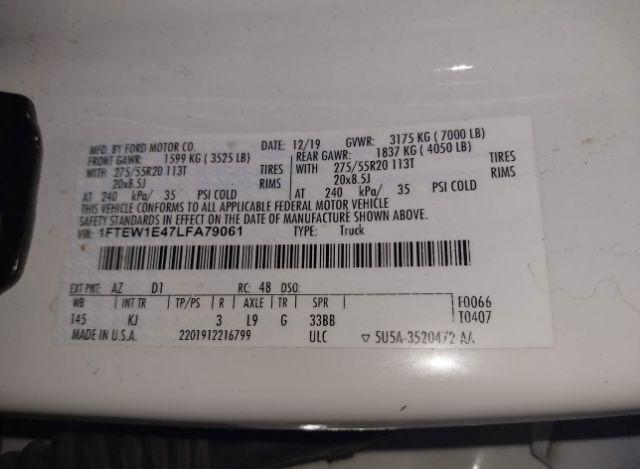 MFD. BY FORD MOTOR CO. DATE: 12/19 GVWR: 3175 KG ( 7000 LB)
FRONT GAWR: 1599 KG ( 3525 LB) REAR GAWR: 1837 KG ( 4050 LB)
WITH 275/55R20 113T TIRES WITH 275/55R20 113T TIRES
20x8.5J RIMS 20x8.5J RIMS
AT 240 kPa/ 35 PSI COLD AT 240 kPa/ 35 PSI COLD
THIS VEHICLE CONFORMS TO ALL APPLICABLE FEDERAL MOTOR VEHICLE
SAFETY STANDARDS IN EFFECT ON THE DATE OF MANUFACTURE SHOWN ABOVE.
VIN: 1FTEW1E47LFA79061 TYPE: Truck
EXT PNT: AZ D1 RC: 48 DSO:
WB INT TR TP/PS R AXLE TR SPR F0066
145 KJ 3 L9 G 33BB T0407
MADE IN U.S.A. 2201912216799 ULC ▽ 5U5A-3520472-AA